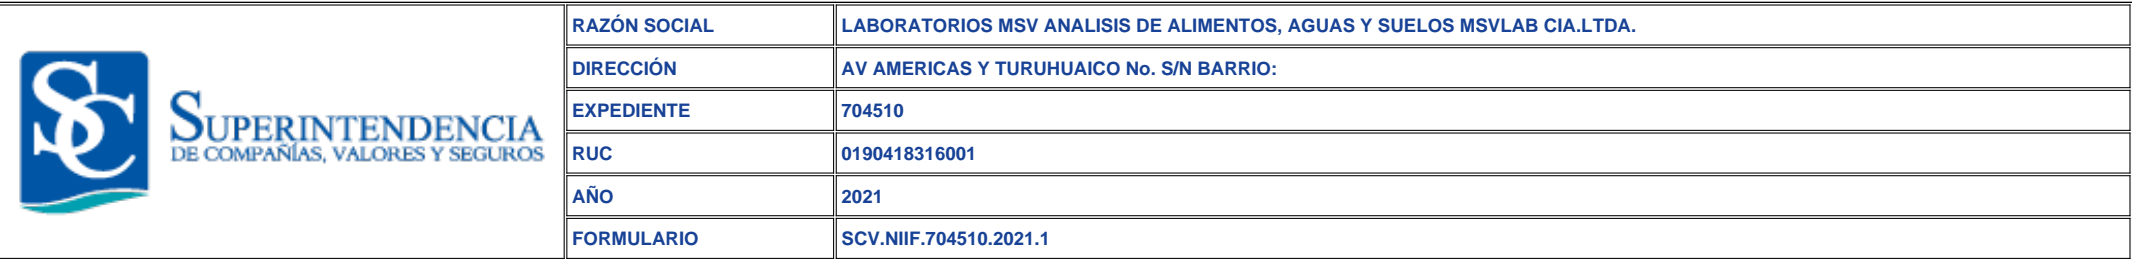 SC
SUPERINTENDENCIA
DE COMPAÑÍAS, VALORES Y SEGUROS
RAZÓN SOCIAL LABORATORIOS MSV ANALISIS DE ALIMENTOS, AGUAS Y SUELOS MSVLAB CIA.LTDA.
DIRECCIÓN AV AMERICAS Y TURUHUAICO No. S/N BARRIO:
EXPEDIENTE 704510
RUC 0190418316001
AÑO 2021
FORMULARIO SCV.NIIF.704510.2021.1